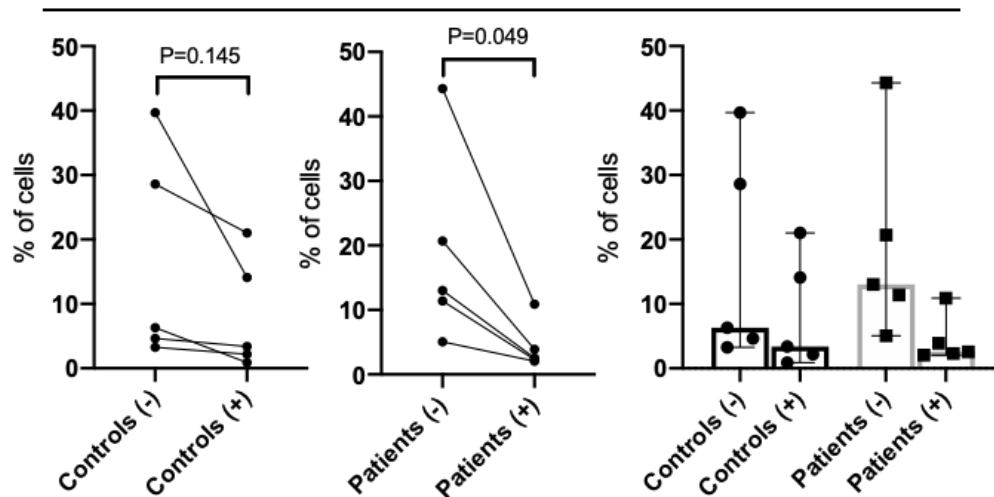 P=0.145
50
40
30
20
10
0
% of cells
Controls (-)
Controls (+)
P=0.049
50
40
30
20
10
0
% of cells
Patients (-)
Patients (+)
50
40
30
20
10
0
% of cells
Controls (-)
Controls (+)
Patients (-)
Patients (+)